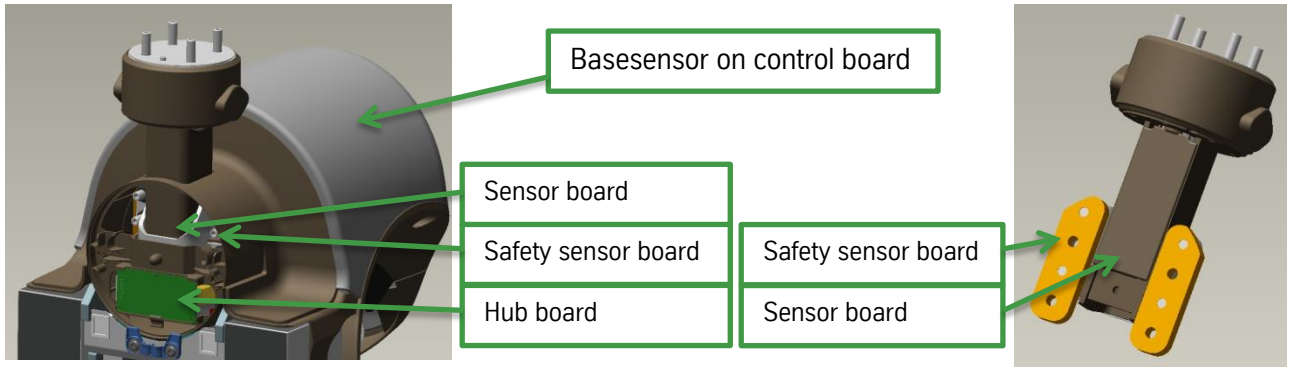 Basesensor on control board
Sensor board
Safety sensor board
Hub board
Safety sensor board
Sensor board